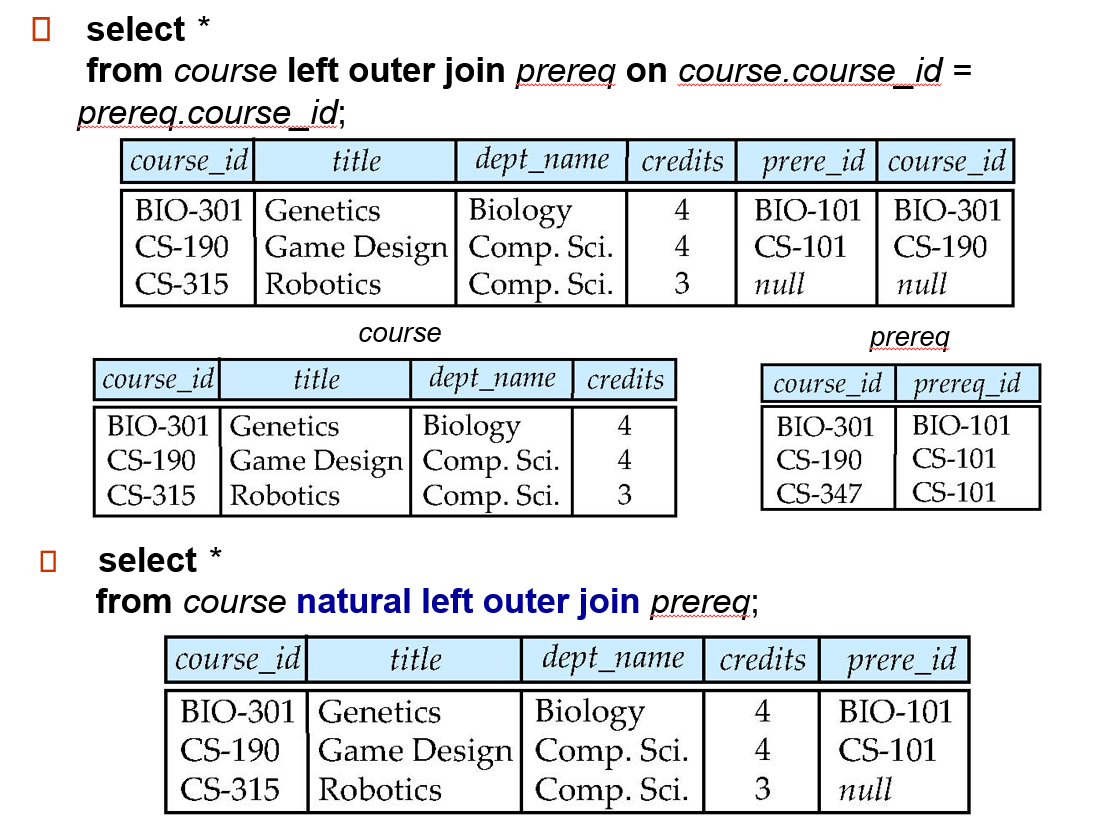 select *
from course left outer join prereq on course.course_id =
prereq.course_id;
course_id title dept_name credits prere_id course_id
BIO-301 Genetics Biology 4 BIO-101 BIO-301
CS-190 Game Design Comp. Sci. 4 CS-101 CS-190
CS-315 Robotics Comp. Sci. 3 null null
course
course_id title dept_name credits
BIO-301 Genetics Biology 4
CS-190 Game Design Comp. Sci. 4
CS-315 Robotics Comp. Sci. 3
prereq
course_id prereq_id
BIO-301 BIO-101
CS-190 CS-101
CS-347 CS-101
select *
from course natural left outer join prereq;
course_id title dept_name credits prere_id
BIO-301 Genetics Biology 4 BIO-101
CS-190 Game Design Comp. Sci. 4 CS-101
CS-315 Robotics Comp. Sci. 3 null